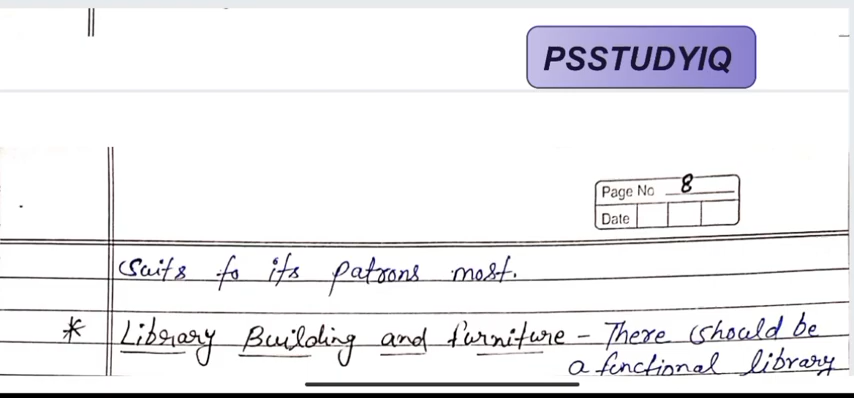 PSSTUDYIQ
Page No 8
Date
suits to its patrons most.
* Library Building and furniture - There should be
a functional library